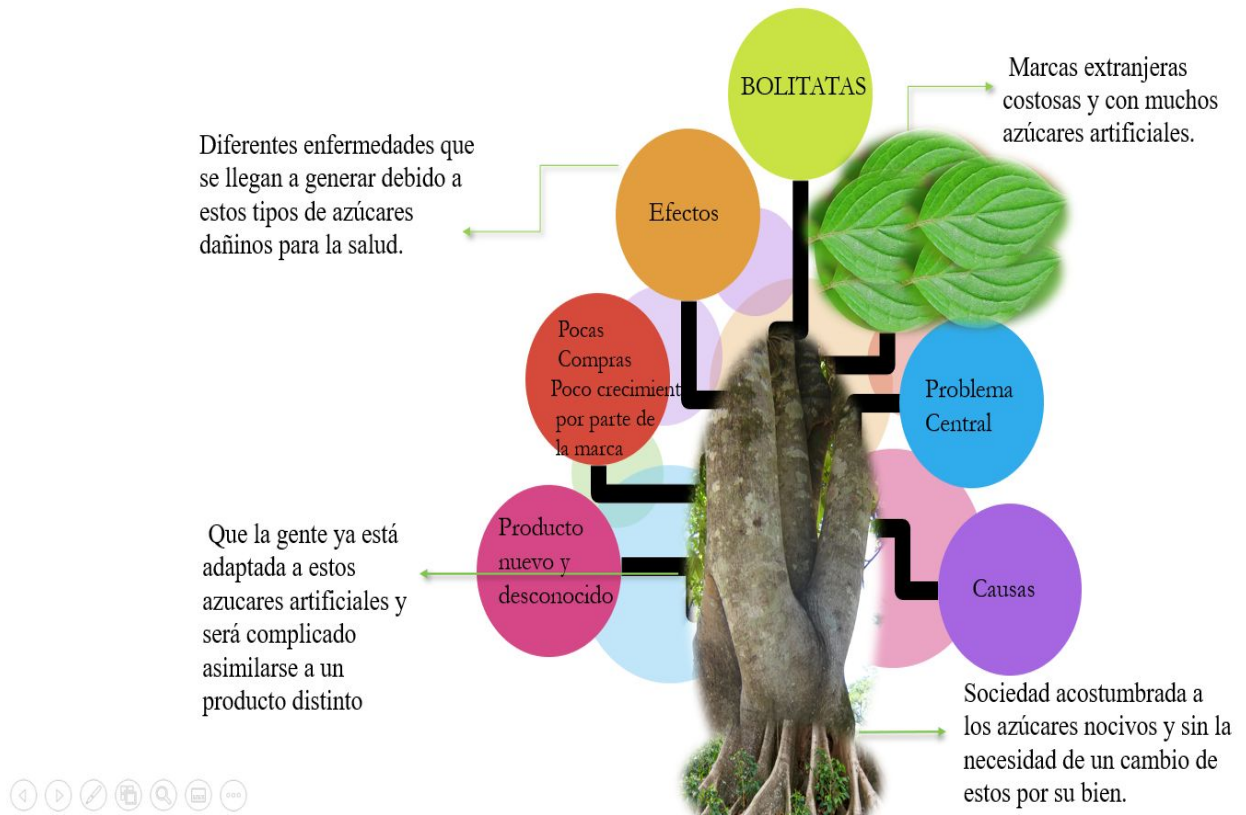 BOLITATAS
Marcas extranjeras
costosas y con muchos
azúcares artificiales.
Diferentes enfermedades que
se llegan a generar debido a
estos tipos de azúcares
dañinos para la salud.
Efectos
Pocas
Compras
Poco crecimient
por parte de
la marca
Problema
Central
Producto
nuevo y
desconocido
Que la gente ya está
adaptada a estos
azucares artificiales y
será complicado
asimilarse a un
producto distinto
Causas
Sociedad acostumbrada a
los azúcares nocivos y sin la
necesidad de un cambio de
estos por su bien.